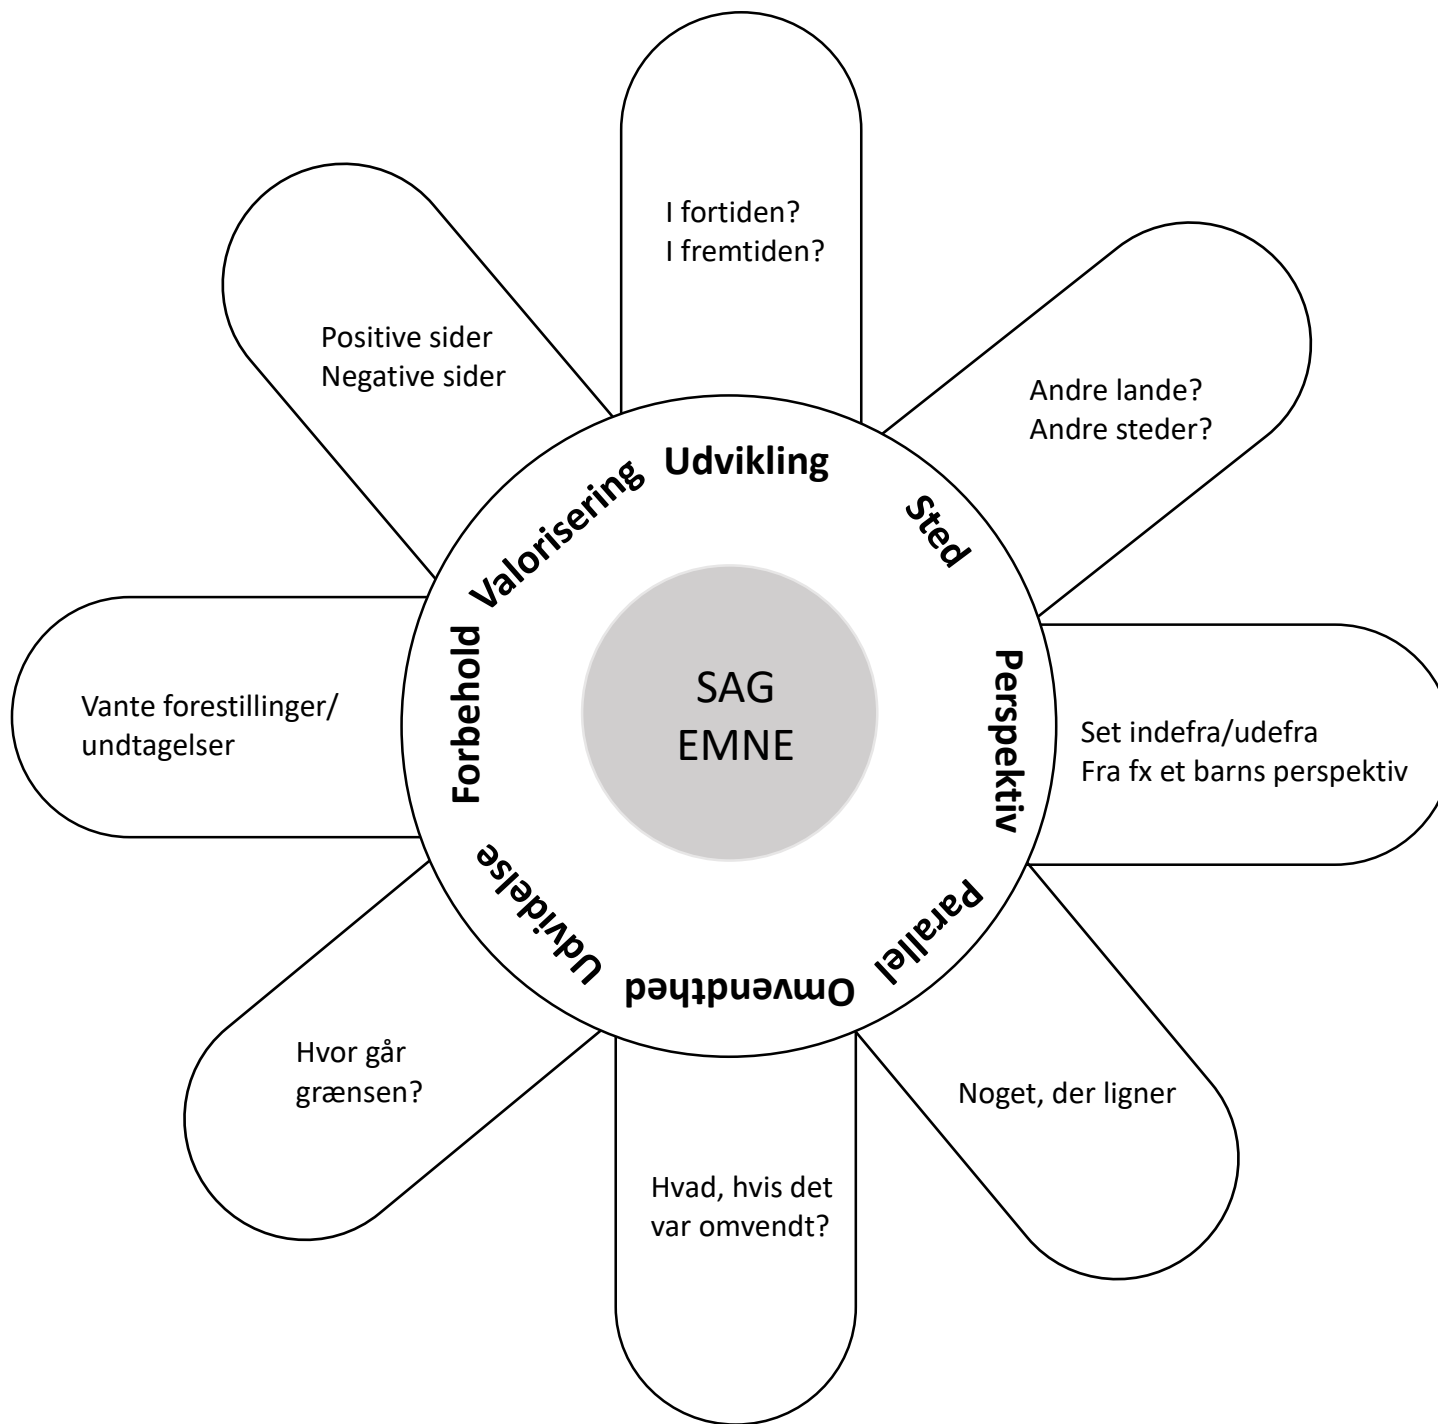 I fortiden?
I fremtiden?
Positive sider
Negative sider
Andre lande?
Andre steder?
Udvikling
Valorisering
Sted
Vante forestillinger/
undtagelser
Forbehold
SAG
EMNE
Perspektiv
Set indefra/udefra
Fra fx et barns perspektiv
Udvidelse
Parallel
Omvendthed
Hvor går
grænsen?
Noget, der ligner
Hvad, hvis det
var omvendt?